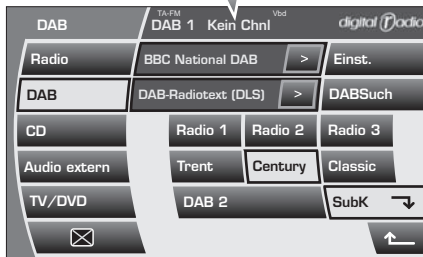 DAB TA-FM DAB 1 Kein Chnl Vbd digital radio
Radio BBC National DAB > Einst.
DAB DAB-Radiotext (DLS) > DABSuch
CD Radio 1 Radio 2 Radio 3
Audio extern Trent Century Classic
TV/DVD DAB 2 SubK